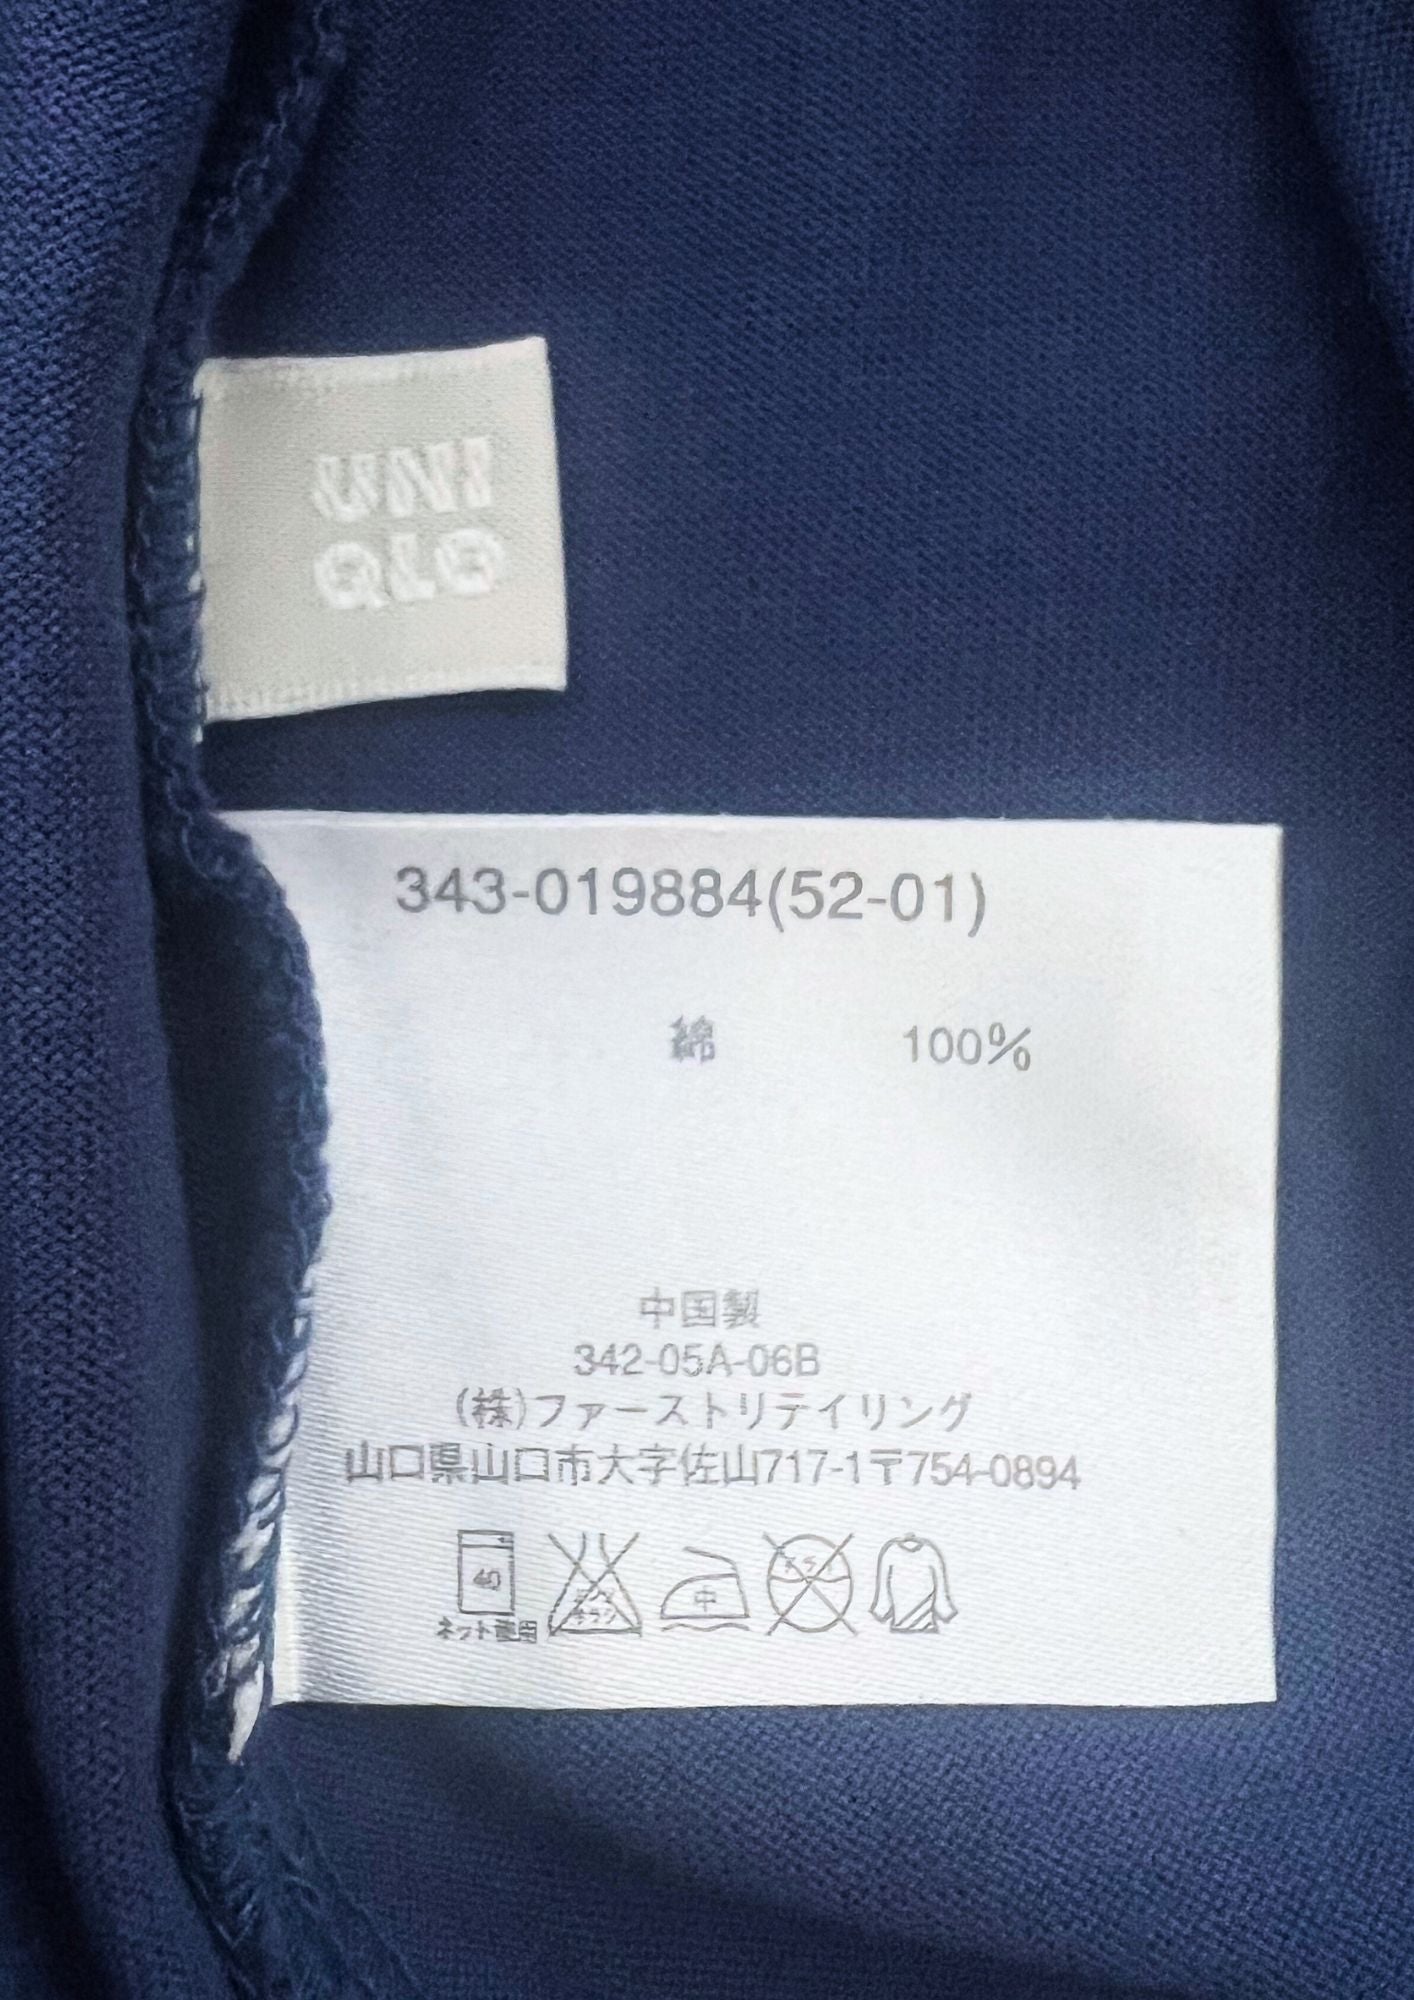 UNI
QLO
343-019884(52-01)
綿 100%
中国製
342-05A-06B
(株)ファーストリテイリング
山口県山口市大字佐山717-1〒754-0894
40 中
ネット使用